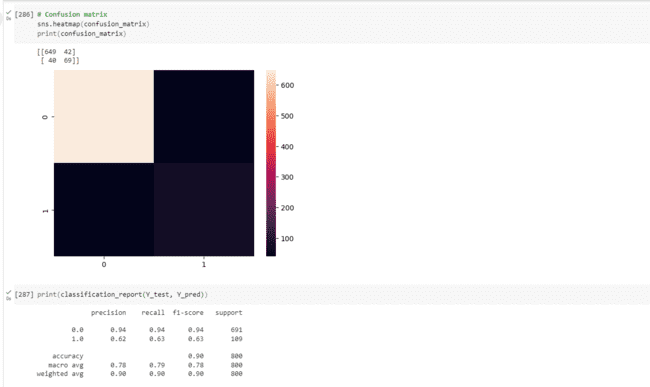 [286] # Confusion matrix
sns.heatmap(confusion_matrix)
print(confusion_matrix)
[[649 42]
[ 40 69]]
600
500
400
300
200
100
0
1
0 1
[287] print(classification_report(Y_test, Y_pred))
precision recall f1-score support
0.0 0.94 0.94 0.94 691
1.0 0.62 0.63 0.63 109
accuracy 0.90 800
macro avg 0.78 0.79 0.78 800
weighted avg 0.90 0.90 0.90 800